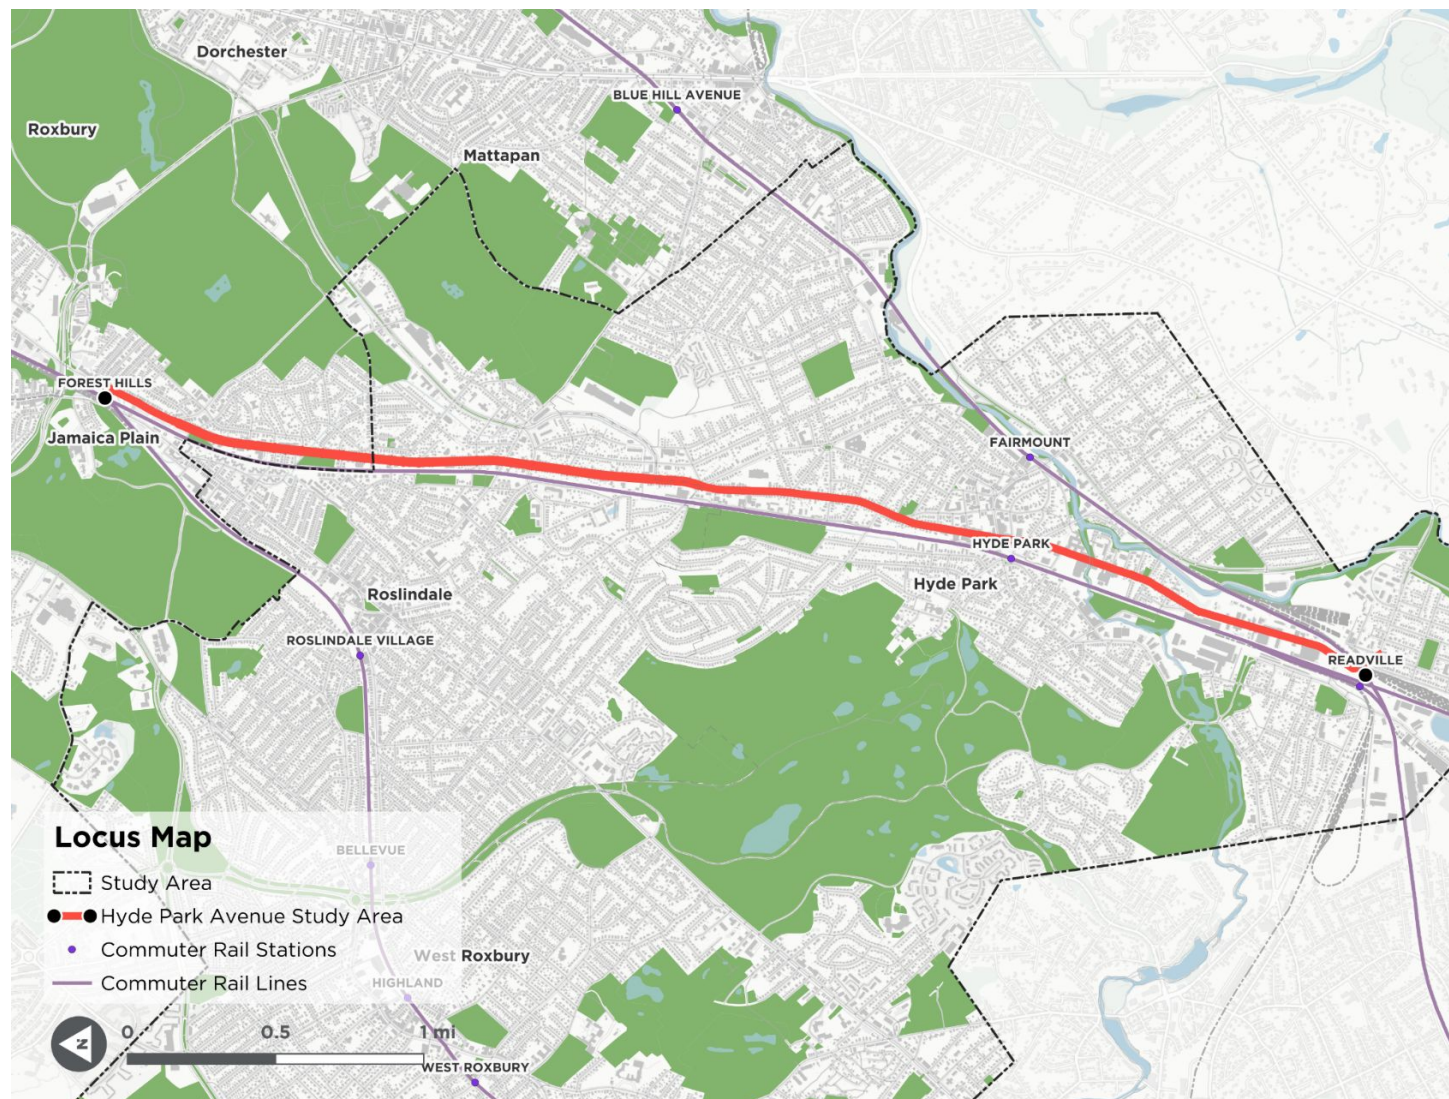 Dorchester
BLUE HILL AVENUE
Roxbury
Mattapan
FOREST HILLS
Jamaica Plain
FAIRMOUNT
HYDE PARK
Hyde Park
Roslindale
ROSLINDALE VILLAGE
READVILLE
Locus Map
BELLEVUE
Study Area
Hyde Park Avenue Study Area
Commuter Rail Stations
West Roxbury
Commuter Rail Lines
HIGHLAND
N
0 0.5 1 mi
WEST ROXBURY